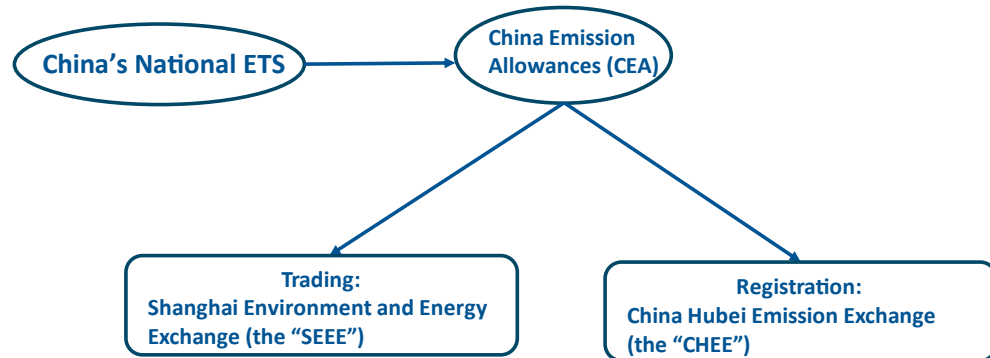 China’s National ETS
China Emission
Allowances (CEA)
Trading:
Shanghai Environment and Energy
Exchange (the “SEEE”)
Registration:
China Hubei Emission Exchange
(the “CHEE”)